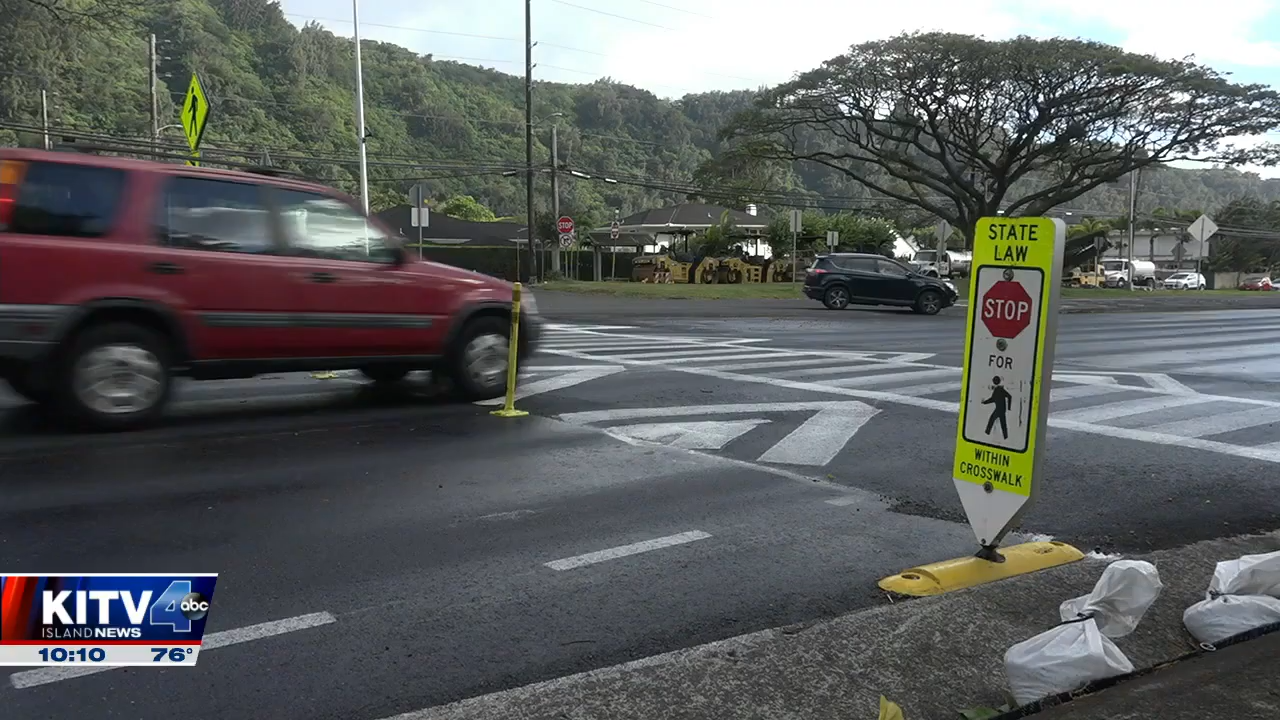 STATE
LAW
STOP
FOR
WITHIN
CROSSWALK
STOP
KITV4 abc
ISLAND NEWS
10:10 76°